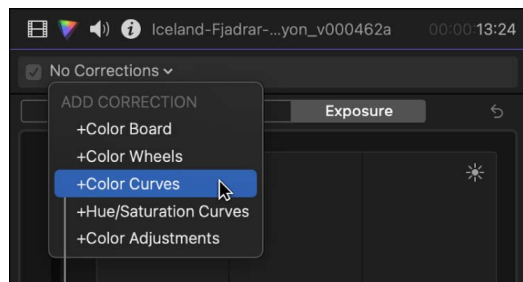 Iceland-Fjadrar-...yon_v000462a 00:00:13:24
No Corrections
ADD CORRECTION
+Color Board
Exposure
+Color Wheels
+Color Curves
+Hue/Saturation Curves
+Color Adjustments